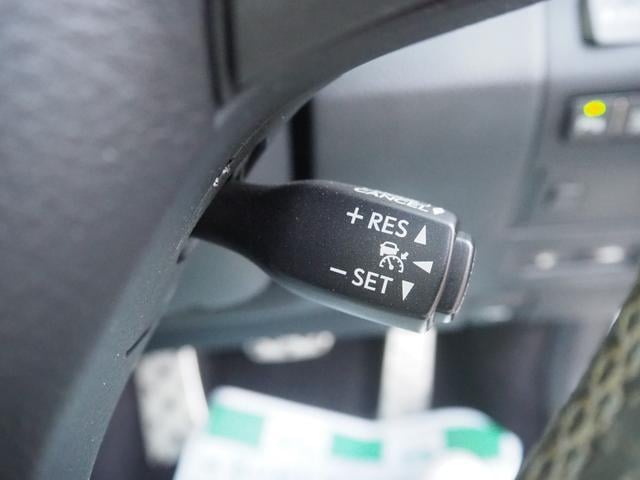 CANCEL
+ RES ▲
◀
- SET ▼